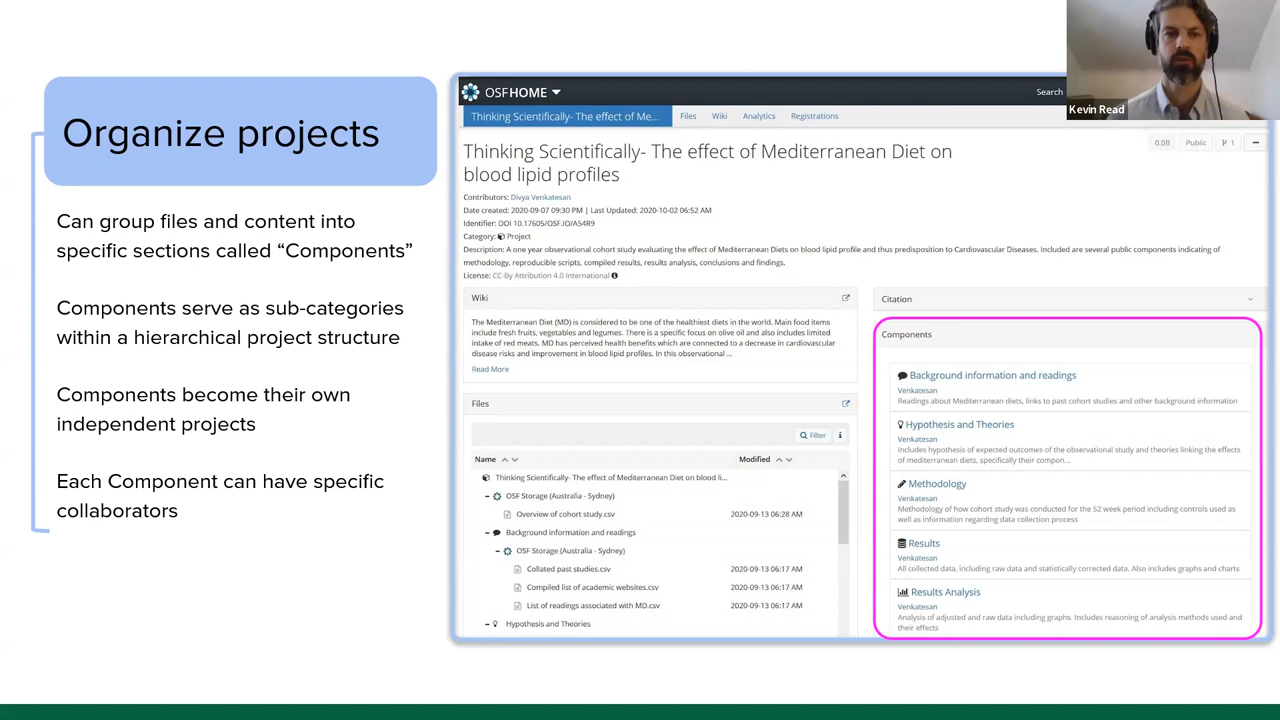 Organize projects
Can group files and content into
specific sections called “Components”
Components serve as sub-categories
within a hierarchical project structure
Components become their own
independent projects
Each Component can have specific
collaborators
OSFHOME
Search
Kevin Read
Thinking Scientifically- The effect of Me...
Files
Wiki
Analytics
Registrations
Thinking Scientifically- The effect of Mediterranean Diet on
blood lipid profiles
0.0B
Public
1
Contributors: Divya Venkatesan
Date created: 2020-09-07 09:30 PM | Last Updated: 2020-10-02 06:52 AM
Identifier: DOI 10.17605/OSF.IO/A54R9
Category: Project
Description: A one year observational cohort study evaluating the effect of Mediterranean Diets on blood lipid profile and thus predisposition to Cardiovascular Diseases. Included are several public components indicating of
methodology, reproducible scripts, compiled results, results analysis, conclusions and findings.
License: CC-By Attribution 4.0 International
Wiki
The Mediterranean Diet (MD) is considered to be one of the healthiest diets in the world. Main food items
include fresh fruits, vegetables and legumes. There is a specific focus on olive oil and also includes limited
intake of red meats. MD has perceived health benefits which are connected to a decrease in cardiovascular
disease risks and improvement in blood lipid profiles. In this observational ...
Read More
Files
Filter
Name
Modified
Thinking Scientifically- The effect of Mediterranean Diet on blood li...
OSF Storage (Australia - Sydney)
Overview of cohort study.csv 2020-09-13 06:28 AM
Background information and readings
OSF Storage (Australia - Sydney)
Collated past studies.csv 2020-09-13 06:17 AM
Compiled list of academic websites.csv 2020-09-13 06:17 AM
List of readings associated with MD.csv 2020-09-13 06:17 AM
Hypothesis and Theories
Citation
Components
Background information and readings
Venkatesan
Readings about Mediterranean diets, links to past cohort studies and other background information
Hypothesis and Theories
Venkatesan
Includes hypothesis of expected outcomes of the observational study and theories linking the effects
of mediterranean diets, specifically their compon...
Methodology
Venkatesan
Methodology of how cohort study was conducted for the 52 week period including controls used as
well as information regarding data collection process
Results
Venkatesan
All collected data, including raw data and statistically corrected data. Also includes graphs and charts
Results Analysis
Venkatesan
Analysis of adjusted and raw data including graphs. Includes reasoning of analysis methods used and
their effects